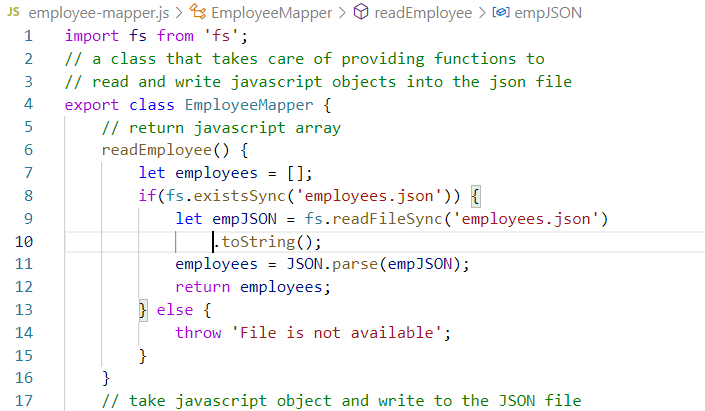 JS employee-mapper.js > EmployeeMapper > readEmployee > empJSON
1 import fs from 'fs';
2 // a class that takes care of providing functions to
3 // read and write javascript objects into the json file
4 export class EmployeeMapper {
5 // return javascript array
6 readEmployee() {
7 let employees = [];
8 if(fs.existsSync('employees.json')) {
9 let empJSON = fs.readFileSync('employees.json')
10 .toString();
11 employees = JSON.parse(empJSON);
12 return employees;
13 } else {
14 throw 'File is not available';
15 }
16 }
17 // take javascript object and write to the JSON file